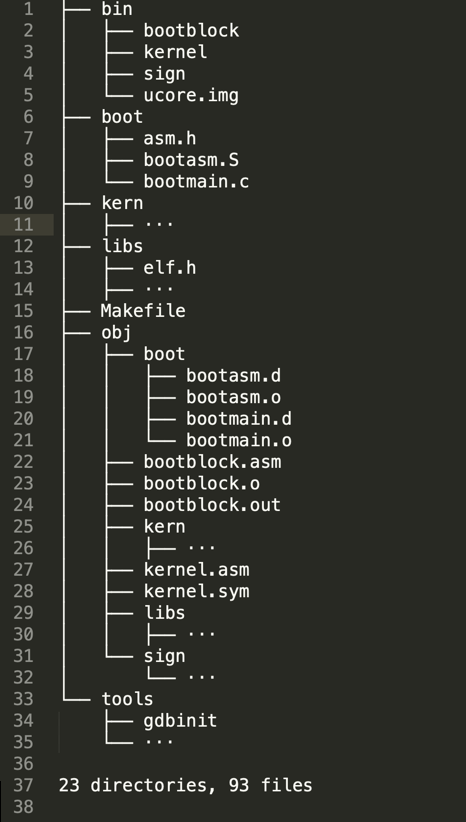 1 ├── bin
2 │   ├── bootblock
3 │   ├── kernel
4 │   ├── sign
5 │   └── ucore.img
6 ├── boot
7 │   ├── asm.h
8 │   ├── bootasm.S
9 │   └── bootmain.c
10 ├── kern
11 │   ├── ...
12 ├── libs
13 │   ├── elf.h
14 │   ├── ...
15 ├── Makefile
16 ├── obj
17 │   ├── boot
18 │   │   ├── bootasm.d
19 │   │   ├── bootasm.o
20 │   │   ├── bootmain.d
21 │   │   └── bootmain.o
22 │   ├── bootblock.asm
23 │   ├── bootblock.o
24 │   ├── bootblock.out
25 │   ├── kern
26 │   │   ├── ...
27 │   ├── kernel.asm
28 │   ├── kernel.sym
29 │   ├── libs
30 │   │   ├── ...
31 │   └── sign
32 │       └── ...
33 └── tools
34     ├── gdbinit
35     └── ...
36
37 23 directories, 93 files
38